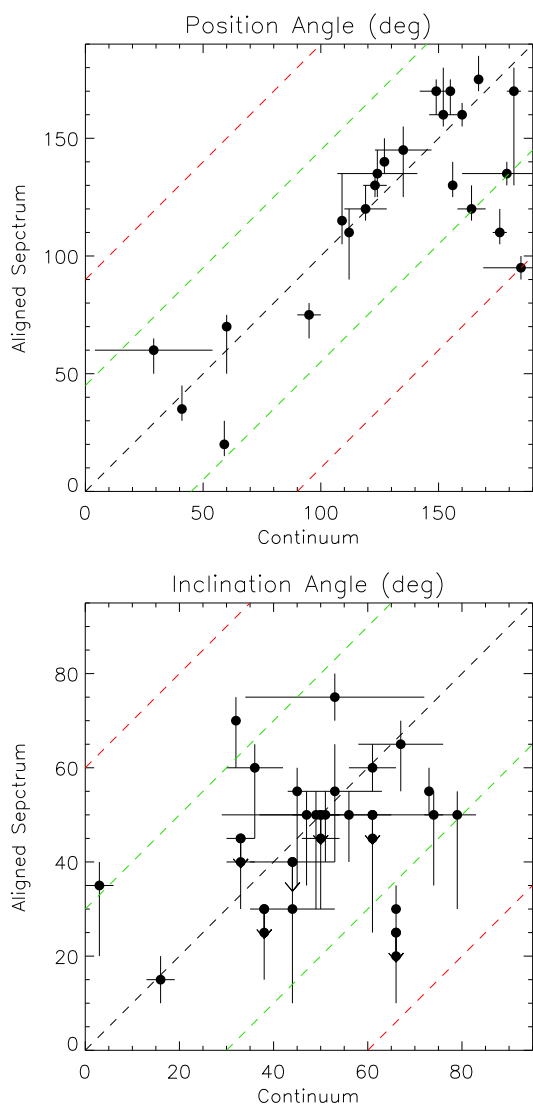 Position Angle (deg)
150
100
50
0
Aligned Sepctrum
0 50 100 150
Continuum
Inclination Angle (deg)
80
60
40
20
0
Aligned Sepctrum
0 20 40 60 80
Continuum